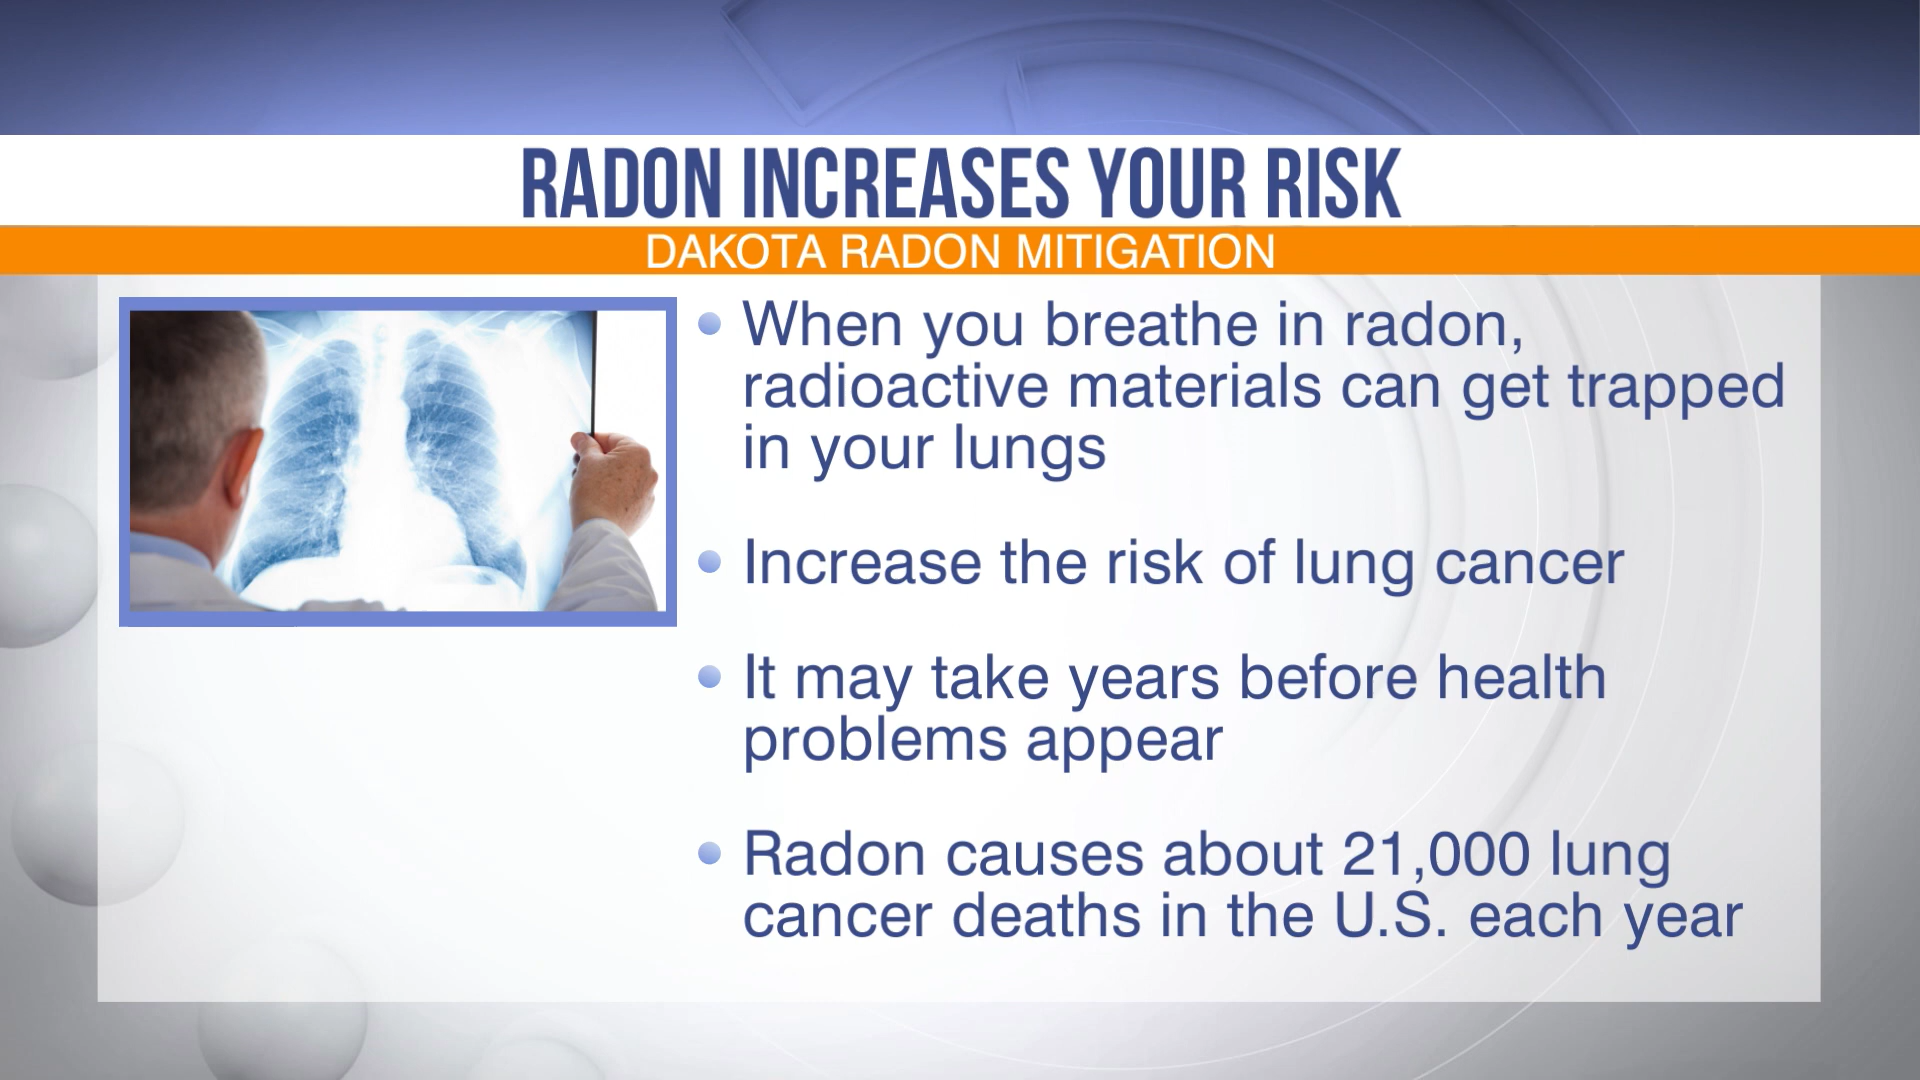 RADON INCREASES YOUR RISK
DAKOTA RADON MITIGATION
When you breathe in radon,
radioactive materials can get trapped
in your lungs
Increase the risk of lung cancer
It may take years before health
problems appear
Radon causes about 21,000 lung
cancer deaths in the U.S. each year